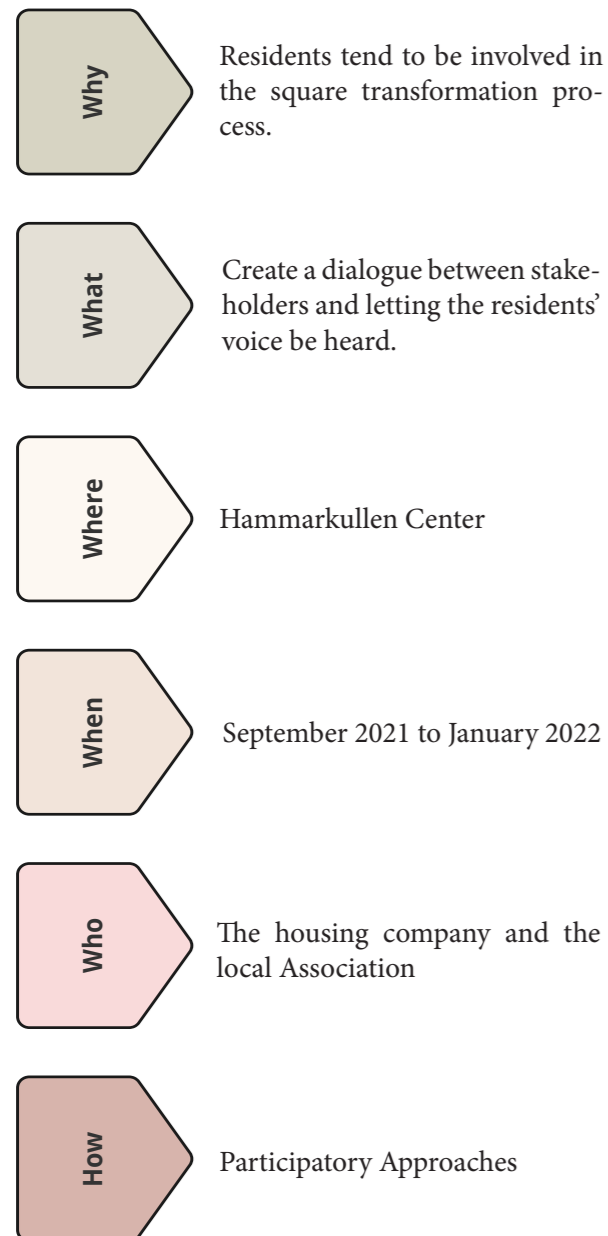 Why
Residents tend to be involved in
the square transformation pro-
cess.
What
Create a dialogue between stake-
holders and letting the residents’
voice be heard.
Where
Hammarkullen Center
When
September 2021 to January 2022
Who
The housing company and the
local Association
How
Participatory Approaches